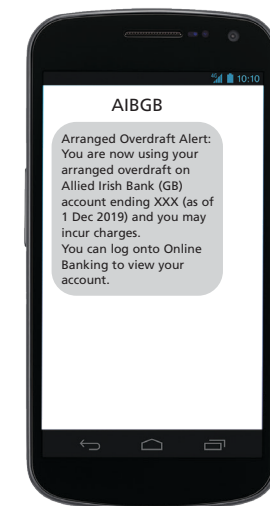 5d 10:10
AIBGB
Arranged Overdraft Alert:
You are now using your
arranged overdraft on
Allied Irish Bank (GB)
account ending XXX (as of
1 Dec 2019) and you may
incur charges.
You can log onto Online
Banking to view your
account.